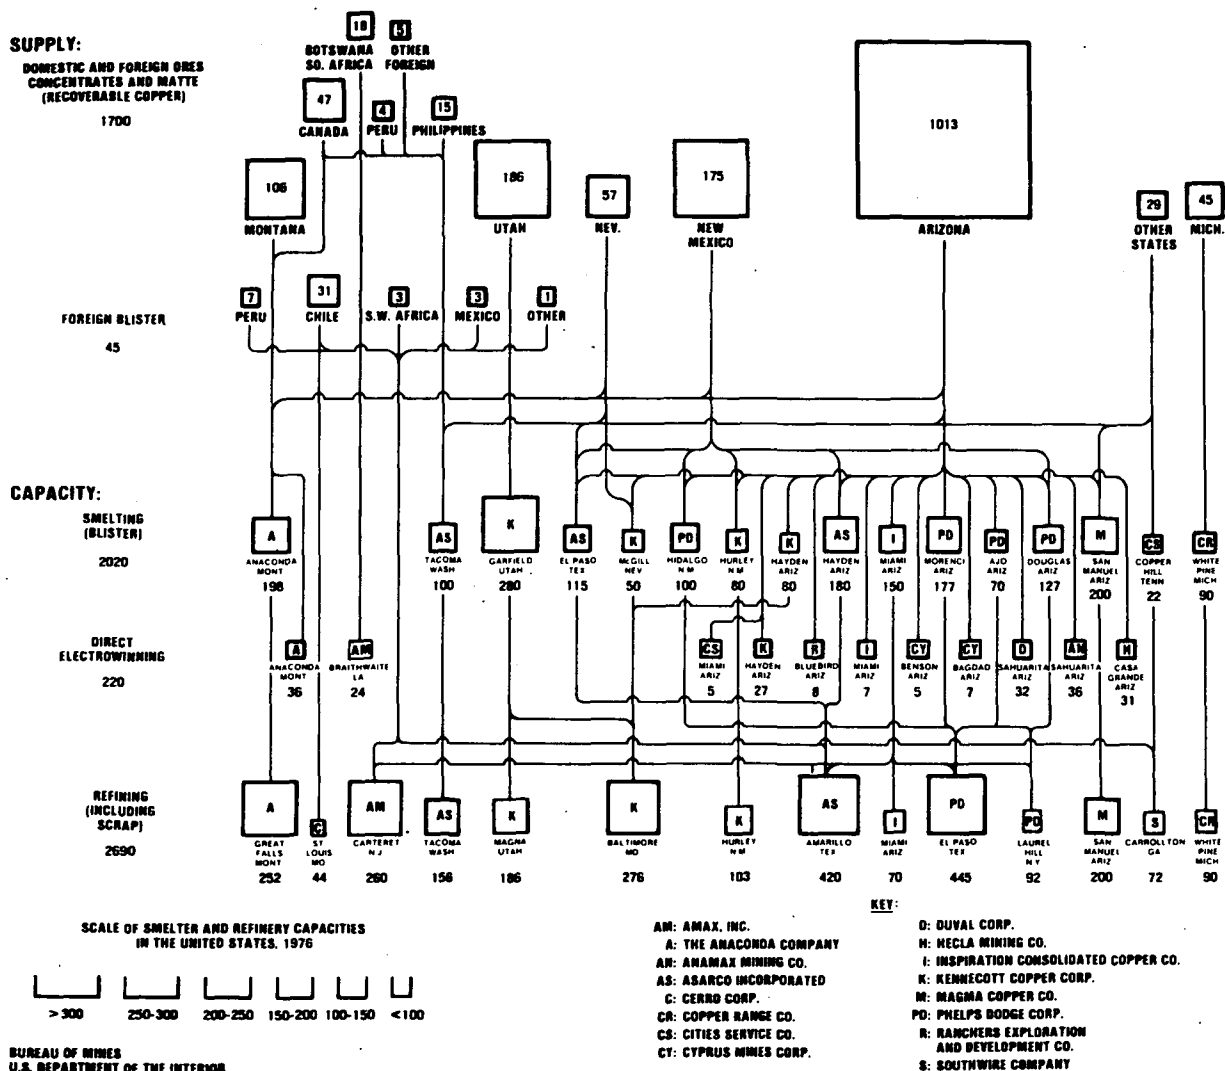 SUPPLY:
DOMESTIC AND FOREIGN ORES
CONCENTRATES AND MATTE
(RECOVERABLE COPPER)
1700
18
BOTSWANA
SO. AFRICA
5
OTHER
FOREIGN
47
CANADA
4
PERU
15
PHILIPPINES
106
MONTANA
186
UTAH
57
NEV.
175
NEW
MEXICO
1013
ARIZONA
29
OTHER
STATES
45
MICH.
FOREIGN BLISTER
45
7
PERU
31
CHILE
3
S.W. AFRICA
3
MEXICO
1
OTHER
CAPACITY:
SMELTING
(BLISTER)
2020
A
ANACONDA
MONT
198
AS
TACOMA
WASH
100
K
GARFIELD
UTAH
280
AS
EL PASO
TEX
115
K
McGILL
NEV
50
PD
HIDALGO
N M
100
K
HURLEY
N M
80
K
HAYDEN
ARIZ
80
AS
HAYDEN
ARIZ
180
I
MIAMI
ARIZ
150
PD
MORENCI
ARIZ
177
PD
AJO
ARIZ
70
PD
DOUGLAS
ARIZ
127
M
SAN
MANUEL
ARIZ
200
CS
COPPER
HILL
TENN
22
CR
WHITE
PINE
MICH
90
DIRECT
ELECTROWINNING
220
A
ANACONDA
MONT
36
AM
BRAITHWAITE
LA
24
CS
MIAMI
ARIZ
5
K
HAYDEN
ARIZ
27
R
BLUEBIRD
ARIZ
8
I
MIAMI
ARIZ
7
CY
BENSON
ARIZ
5
CY
BAGDAD
ARIZ
7
D
SAHUARITA
ARIZ
32
AN
SAHUARITA
ARIZ
36
H
CASA
GRANDE
ARIZ
31
REFINING
(INCLUDING
SCRAP)
2690
A
GREAT
FALLS
MONT
252
C
ST
LOUIS
MO
44
AM
CARTERET
N J
260
AS
TACOMA
WASH
156
K
MAGNA
UTAH
186
K
BALTIMORE
MD
276
K
HURLEY
N M
103
AS
AMARILLO
TEX
420
I
MIAMI
ARIZ
70
PD
EL PASO
TEX
445
PD
LAUREL
HILL
N Y
92
M
SAN
MANUEL
ARIZ
200
S
CARROLLTON
GA
72
CR
WHITE
PINE
MICH
90
SCALE OF SMELTER AND REFINERY CAPACITIES
IN THE UNITED STATES, 1976
>300 250-300 200-250 150-200 100-150 <100
BUREAU OF MINES
U.S. DEPARTMENT OF THE INTERIOR
KEY:
AM: AMAX, INC.
A: THE ANACONDA COMPANY
AN: ANAMAX MINING CO.
AS: ASARCO INCORPORATED
C: CERRO CORP.
CR: COPPER RANGE CO.
CS: CITIES SERVICE CO.
CY: CYPRUS MINES CORP.
D: DUVAL CORP.
H: HECLA MINING CO.
I: INSPIRATION CONSOLIDATED COPPER CO.
K: KENNECOTT COPPER CORP.
M: MAGMA COPPER CO.
PD: PHELPS DODGE CORP.
R: RANCHERS EXPLORATION
AND DEVELOPMENT CO.
S: SOUTHWIRE COMPANY